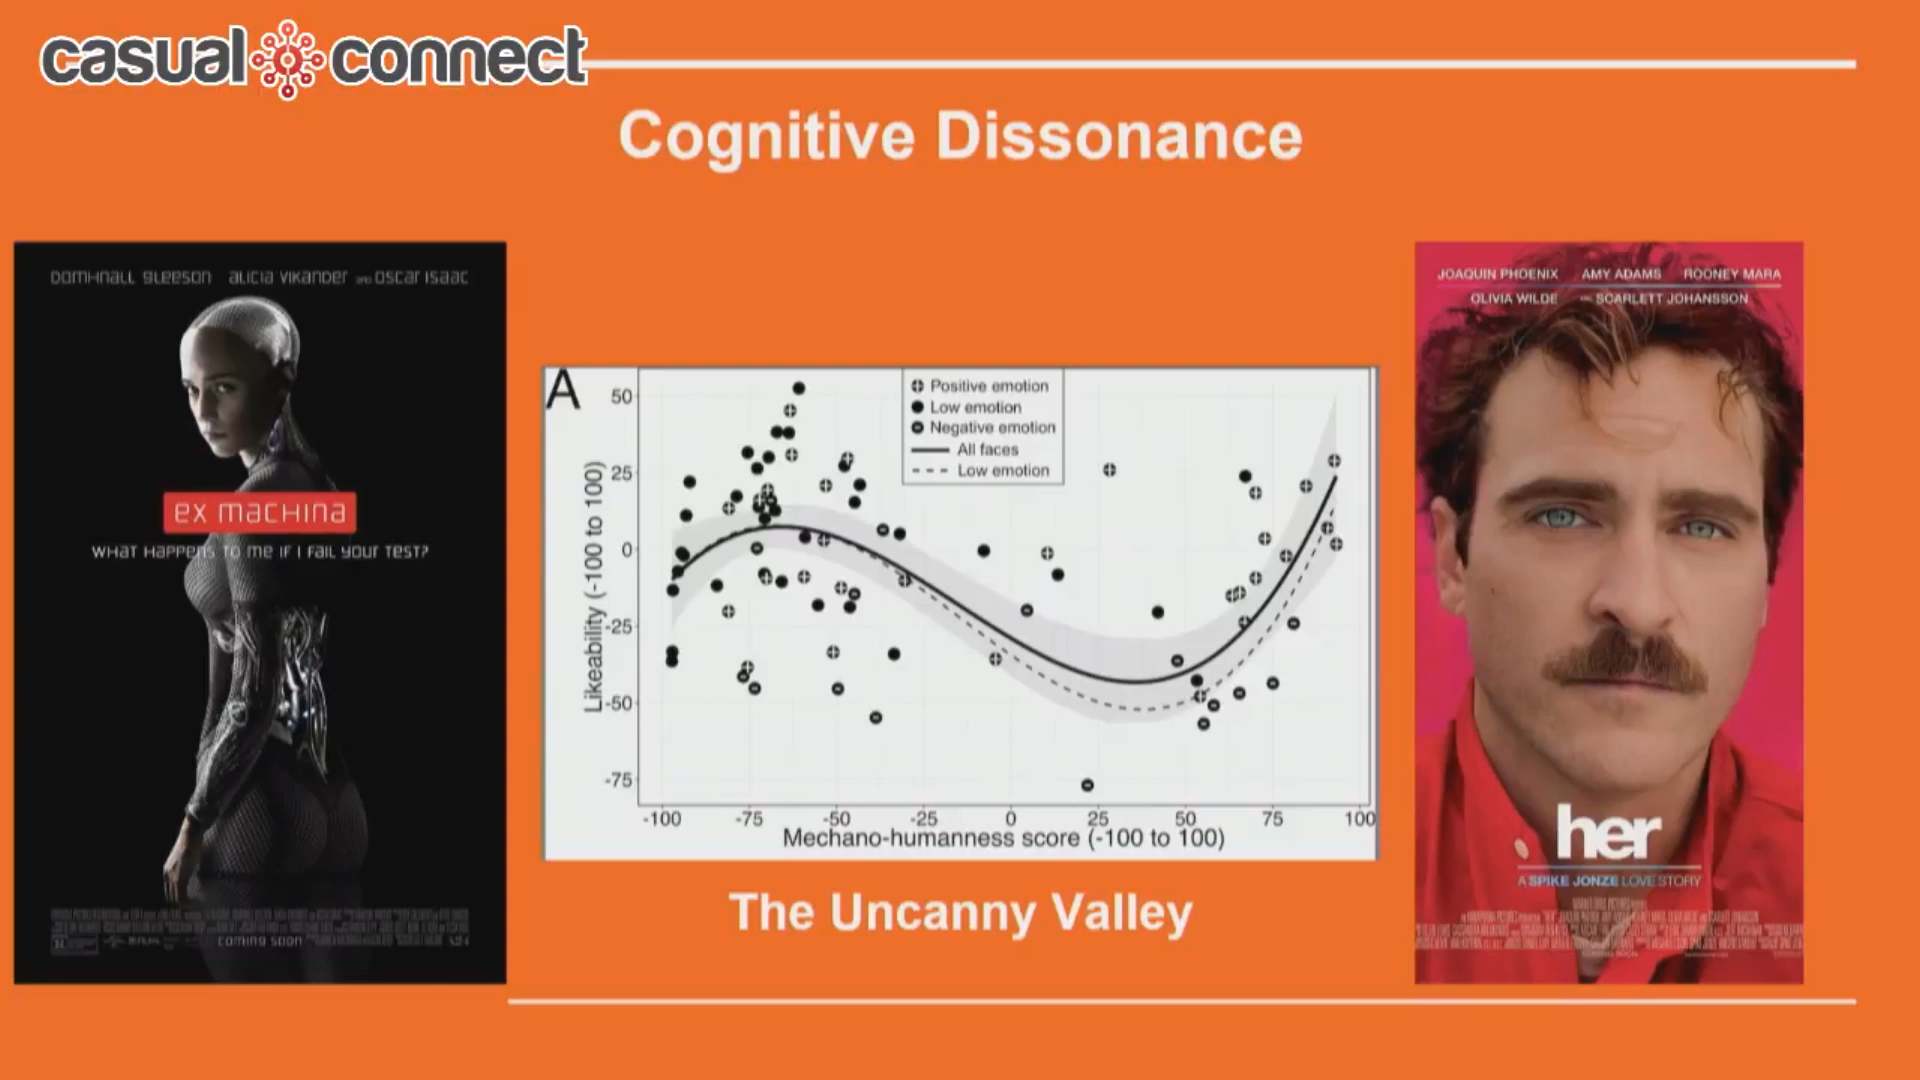 casual connect
Cognitive Dissonance
DOMHNALL GLEESON ALICIA VIKANDER AND OSCAR ISAAC
ex machina
WHAT HAPPENS TO ME IF I FAIL YOUR TEST?
COMING SOON
A
Positive emotion
Low emotion
Negative emotion
All faces
Low emotion
50
25
0
-25
-50
-75
Likeability (-100 to 100)
-100 -75 -50 -25 0 25 50 75 100
Mechano-humanness score (-100 to 100)
The Uncanny Valley
JOAQUIN PHOENIX AMY ADAMS ROONEY MARA
OLIVIA WILDE SCARLETT JOHANSSON
her
A SPIKE JONZE LOVE STORY